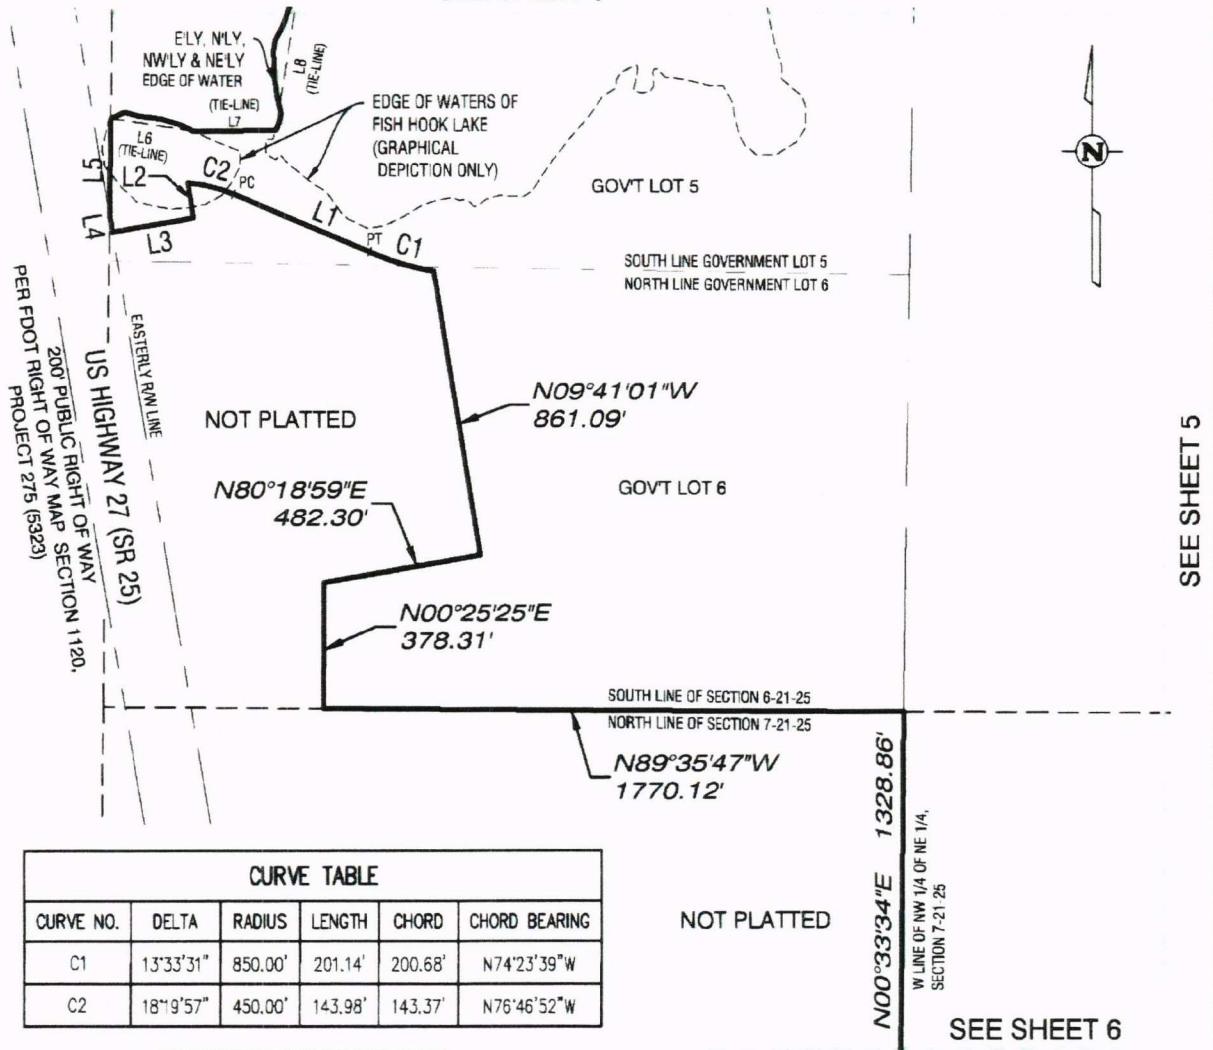 E'LY, N'LY,
NW'LY & NE'LY
EDGE OF WATER
(TIE-LINE)
L7
L8
(TIE-LINE)
EDGE OF WATERS OF
FISH HOOK LAKE
(GRAPHICAL
DEPICTION ONLY)
L6
(TIE-LINE)
L5
L2
C2
PC
L1
L4
L3
PT
C1
GOV'T LOT 5
N
SOUTH LINE GOVERNMENT LOT 5
NORTH LINE GOVERNMENT LOT 6
EASTERLY R/W LINE
US HIGHWAY 27 (SR 25)
200' PUBLIC RIGHT OF WAY
PER FDOT RIGHT OF WAY MAP SECTION 1120,
PROJECT 275 (5323)
NOT PLATTED
N09°41'01"W
861.09'
N80°18'59"E
482.30'
GOV'T LOT 6
SEE SHEET 5
N00°25'25"E
378.31'
SOUTH LINE OF SECTION 6-21-25
NORTH LINE OF SECTION 7-21-25
N89°35'47"W
1770.12'
N00°33'34"E 1328.86'
W LINE OF NW 1/4 OF NE 1/4,
SECTION 7-21-25
NOT PLATTED
SEE SHEET 6
CURVE TABLE
CURVE NO. DELTA RADIUS LENGTH CHORD CHORD BEARING
C1 13°33'31" 850.00' 201.14' 200.68' N74°23'39"W
C2 18°19'57" 450.00' 143.98' 143.37' N76°46'52"W